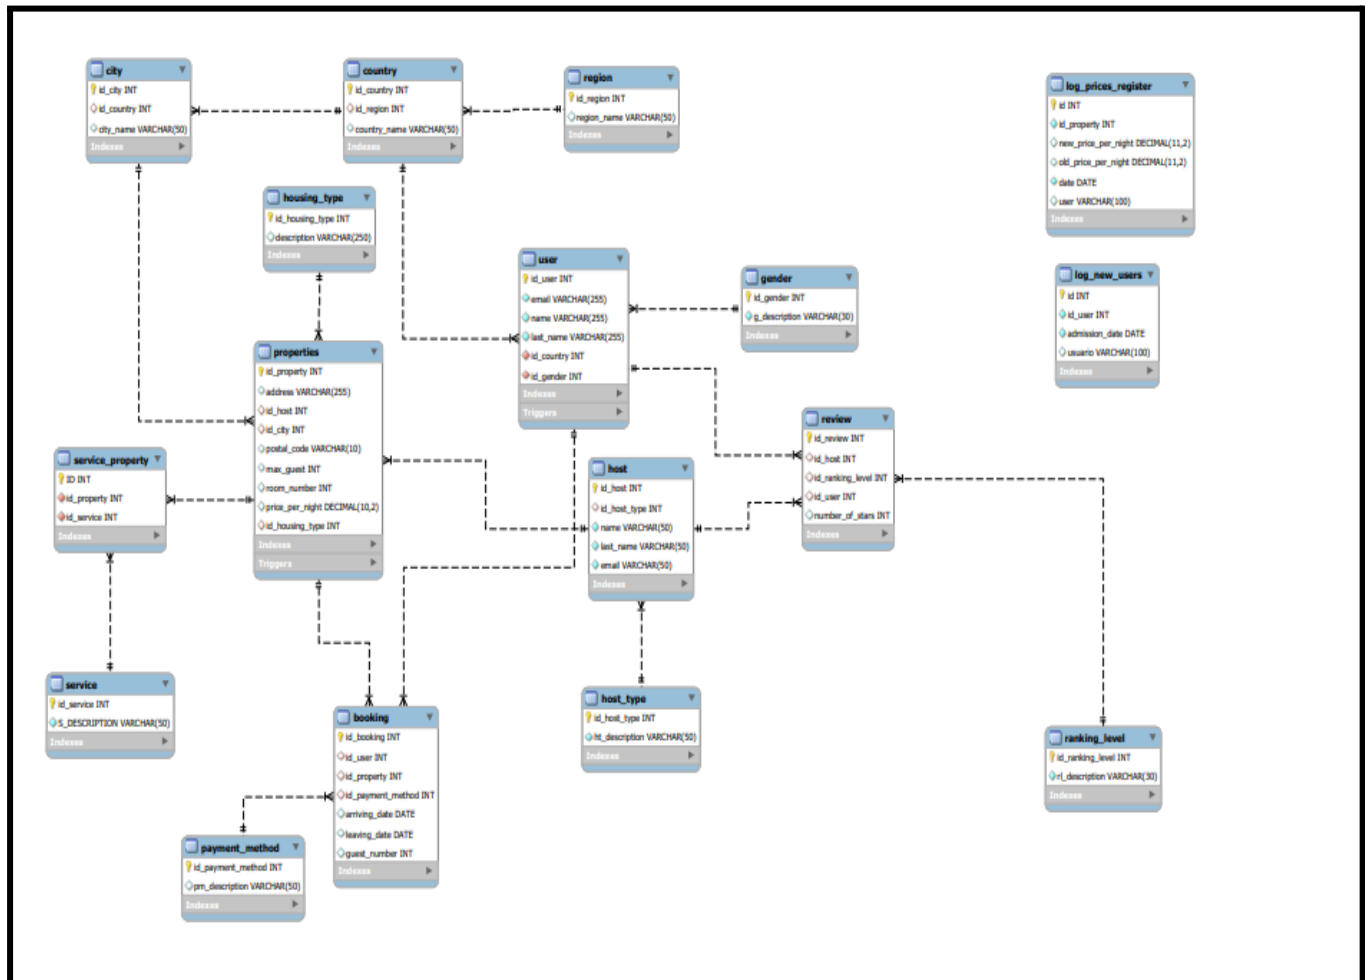 city
id_city INT
id_country INT
city_name VARCHAR(50)
Indexes
country
id_country INT
id_region INT
country_name VARCHAR(50)
Indexes
region
id_region INT
region_name VARCHAR(50)
Indexes
log_prices_register
id INT
id_property INT
new_price_per_night DECIMAL(11,2)
old_price_per_night DECIMAL(11,2)
date DATE
user VARCHAR(100)
Indexes
housing_type
id_housing_type INT
description VARCHAR(250)
Indexes
user
id_user INT
email VARCHAR(255)
name VARCHAR(255)
last_name VARCHAR(255)
id_country INT
id_gender INT
Indexes
Triggers
gender
id_gender INT
g_description VARCHAR(30)
Indexes
log_new_users
id INT
id_user INT
admission_date DATE
usuario VARCHAR(100)
Indexes
properties
id_property INT
address VARCHAR(255)
id_host INT
id_city INT
postal_code VARCHAR(10)
max_guest INT
room_number INT
price_per_night DECIMAL(10,2)
id_housing_type INT
Indexes
Triggers
review
id_review INT
id_host INT
id_ranking_level INT
id_user INT
number_of_stars INT
Indexes
service_property
ID INT
id_property INT
id_service INT
Indexes
host
id_host INT
id_host_type INT
name VARCHAR(50)
last_name VARCHAR(50)
email VARCHAR(50)
Indexes
service
id_service INT
S_DESCRIPTION VARCHAR(50)
Indexes
host_type
id_host_type INT
ht_description VARCHAR(50)
Indexes
booking
id_booking INT
id_user INT
id_property INT
id_payment_method INT
arriving_date DATE
leaving_date DATE
guest_number INT
Indexes
ranking_level
id_ranking_level INT
rl_description VARCHAR(30)
Indexes
payment_method
id_payment_method INT
pm_description VARCHAR(50)
Indexes